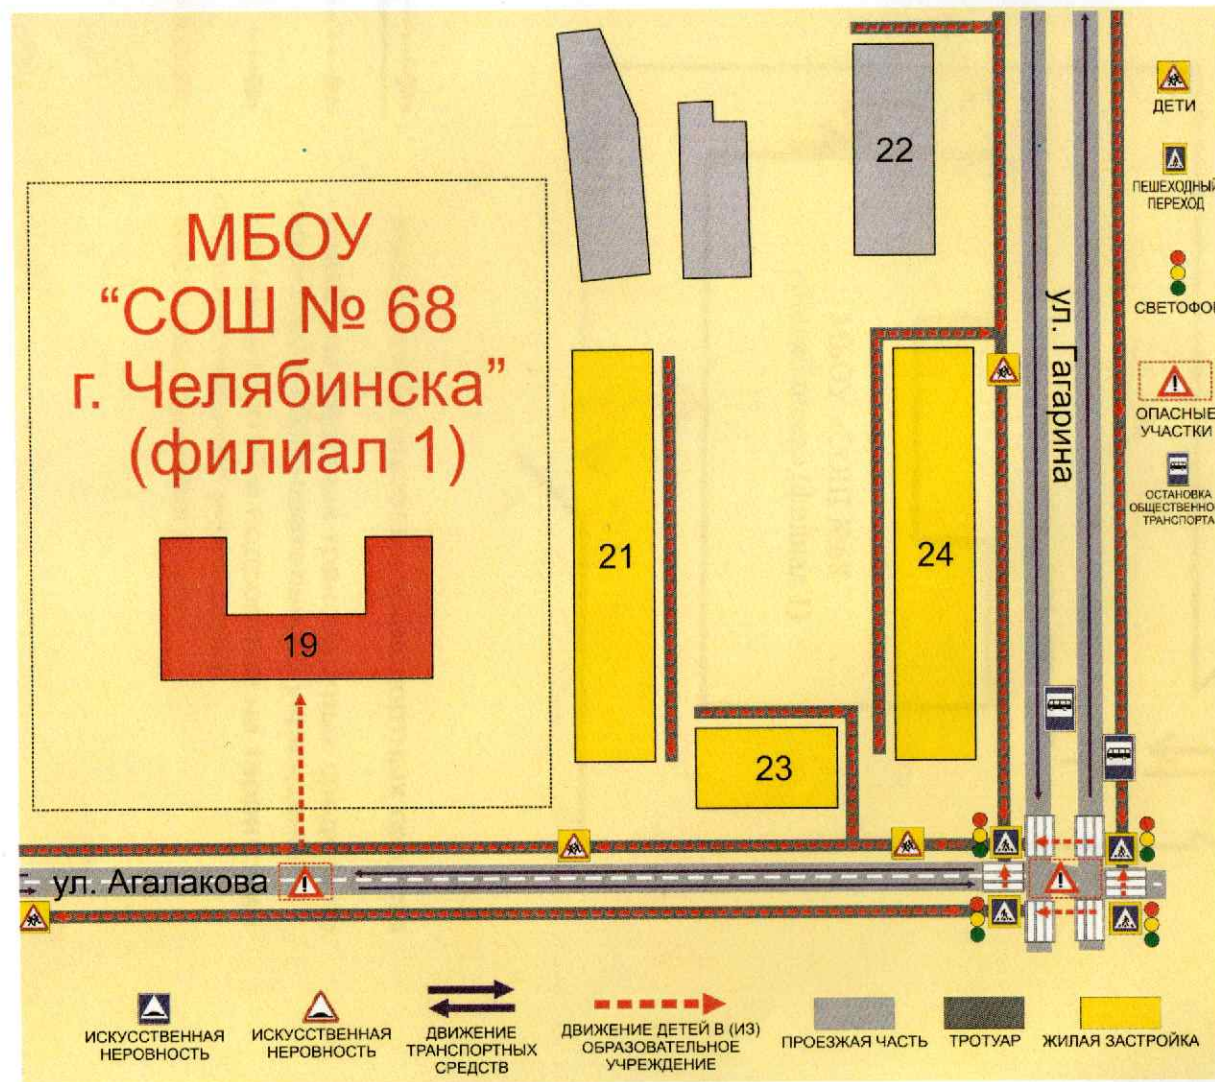 МБОУ
“СОШ № 68
г. Челябинска”
(филиал 1)
19
21
22
23
24
ул. Гагарина
ул. Агалакова
ДЕТИ
ПЕШЕХОДНЫЙ
ПЕРЕХОД
СВЕТОФО
ОПАСНЫЕ
УЧАСТКИ
ОСТАНОВКА
ОБЩЕСТВЕННО
ТРАНСПОРТА
ИСКУССТВЕННАЯ
НЕРОВНОСТЬ
ИСКУССТВЕННАЯ
НЕРОВНОСТЬ
ДВИЖЕНИЕ
ТРАНСПОРТНЫХ
СРЕДСТВ
ДВИЖЕНИЕ ДЕТЕЙ В (ИЗ)
ОБРАЗОВАТЕЛЬНОЕ
УЧРЕЖДЕНИЕ
ПРОЕЗЖАЯ ЧАСТЬ
ТРОТУАР
ЖИЛАЯ ЗАСТРОЙКА